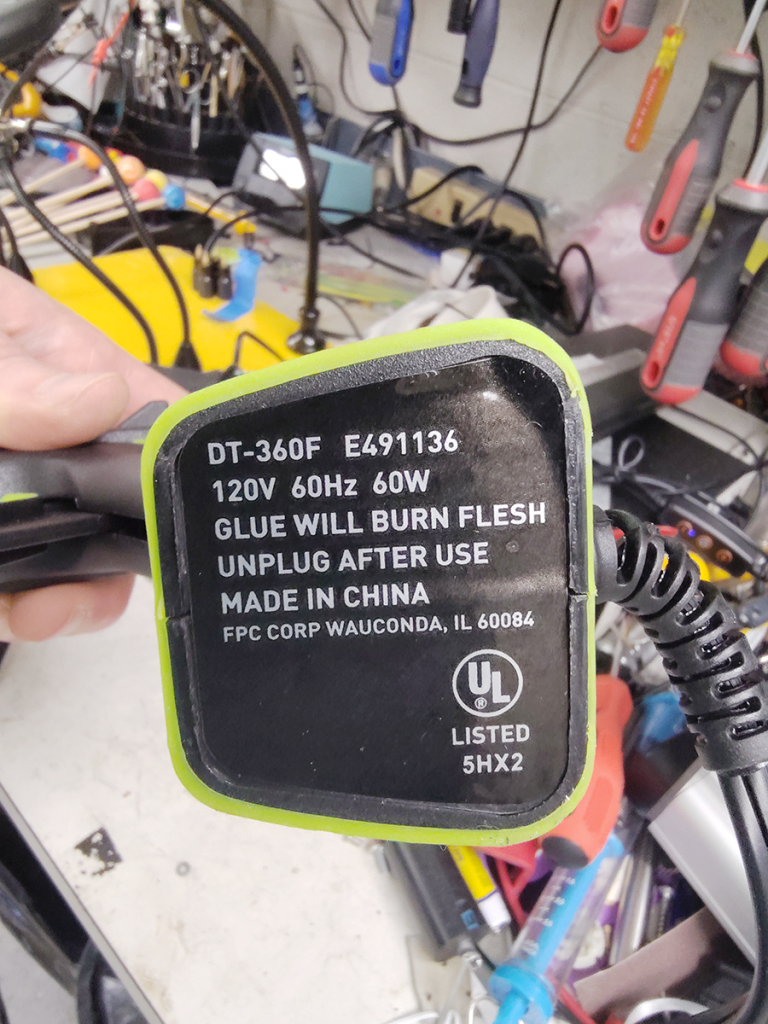 DT-360F E491136
120V 60Hz 60W
GLUE WILL BURN FLESH
UNPLUG AFTER USE
MADE IN CHINA
FPC CORP WAUCONDA, IL 60084
UL
®
LISTED
5HX2